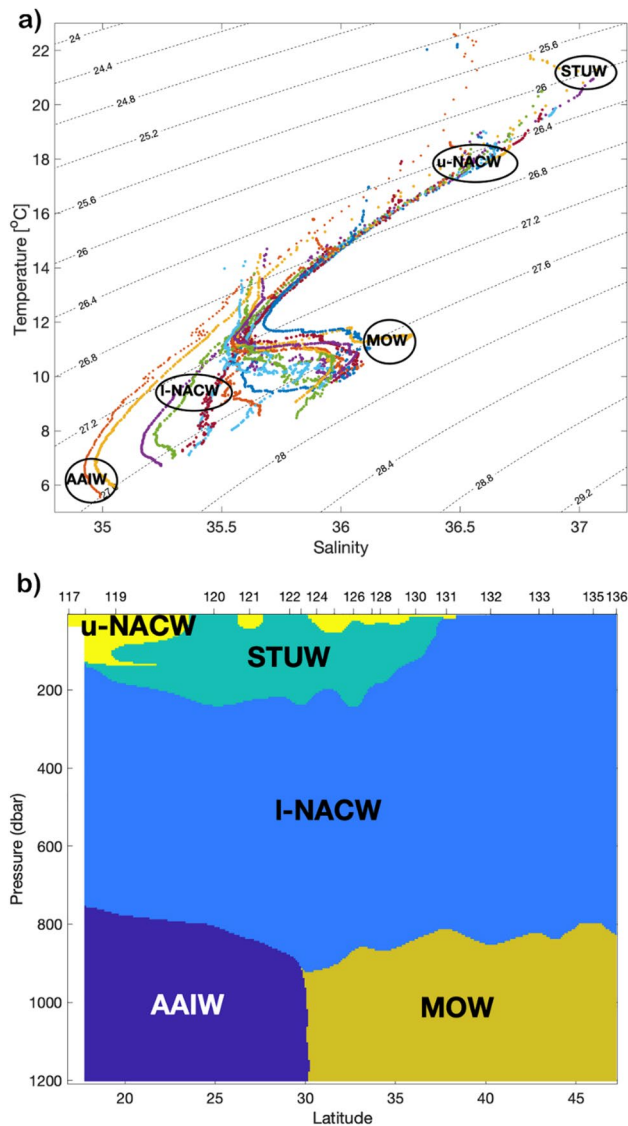 a)
22
20
18
16
14
12
10
8
6
Temperature [°C]
24
24.4
24.8
25.2
25.6
26
26.4
26.8
27.2
25.6
26
26.4
26.8
27.2
27.6
28
28.4
28.8
29.2
STUW
u-NACW
MOW
l-NACW
AAIW
35 35.5 36 36.5 37
Salinity
b)
117 119 120 121 122 124 126 128 130 131 132 133 135 136
u-NACW
STUW
l-NACW
AAIW
MOW
200
400
600
800
1000
1200
Pressure (dbar)
20 25 30 35 40 45
Latitude